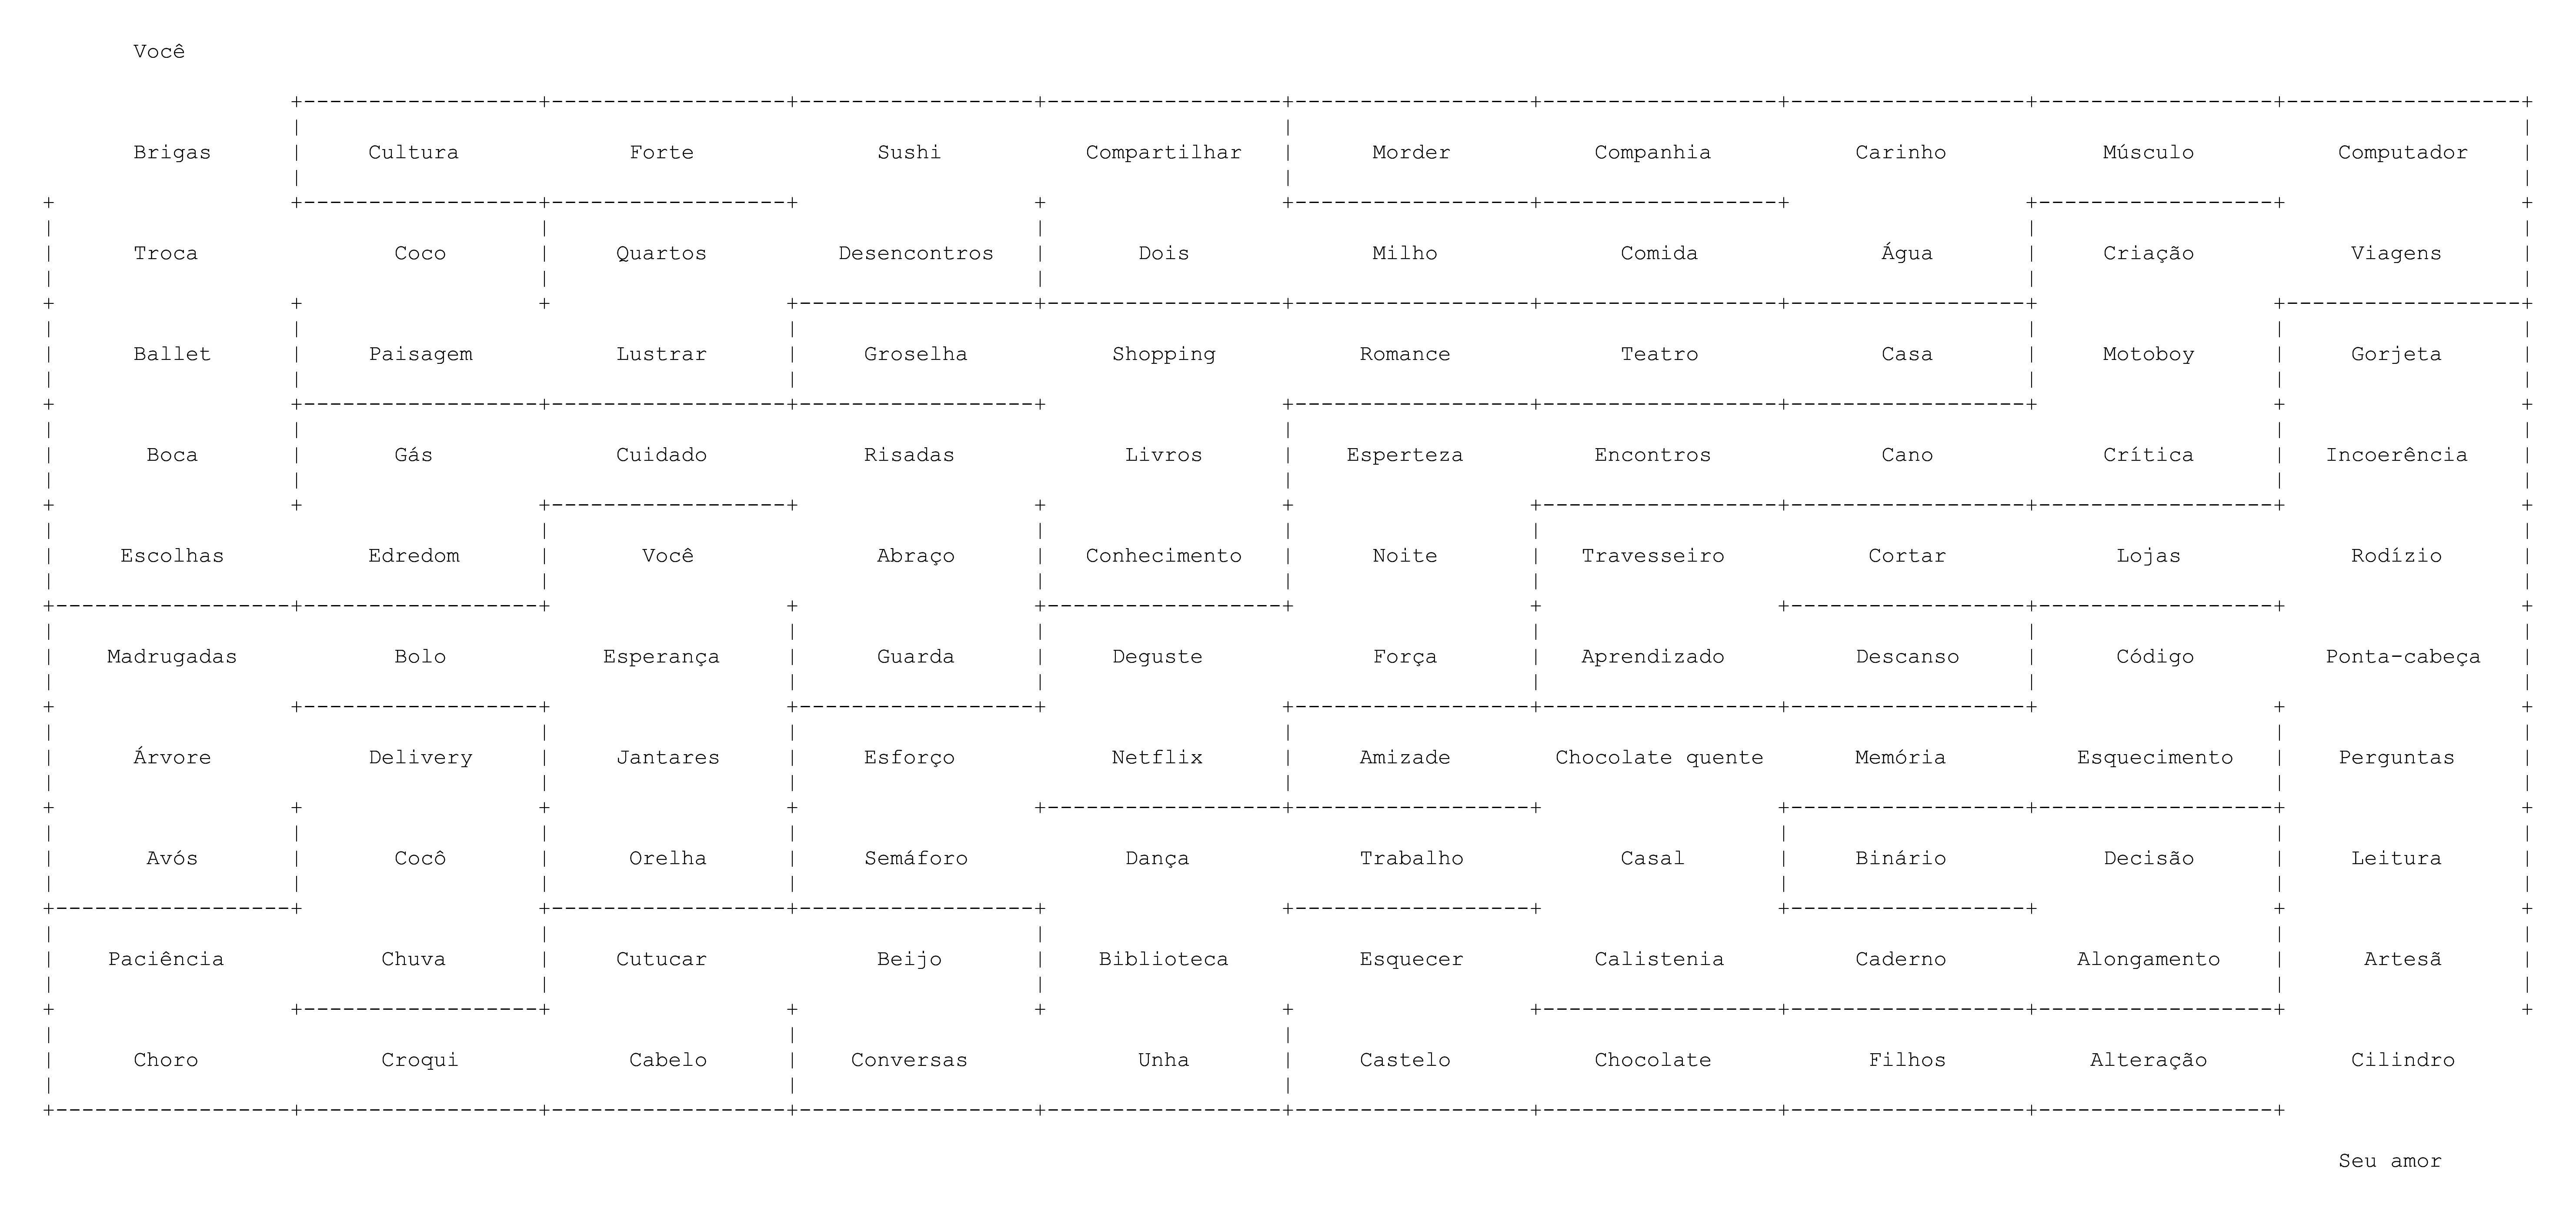 Você
Brigas Cultura Forte Sushi Compartilhar Morder Companhia Carinho Músculo Computador
Troca Coco Quartos Desencontros Dois Milho Comida Água Criação Viagens
Ballet Paisagem Lustrar Groselha Shopping Romance Teatro Casa Motoboy Gorjeta
Boca Gás Cuidado Risadas Livros Esperteza Encontros Cano Crítica Incoerência
Escolhas Edredom Você Abraço Conhecimento Noite Travesseiro Cortar Lojas Rodízio
Madrugadas Bolo Esperança Guarda Deguste Força Aprendizado Descanso Código Ponta-cabeça
Árvore Delivery Jantares Esforço Netflix Amizade Chocolate quente Memória Esquecimento Perguntas
Avós Cocô Orelha Semáforo Dança Trabalho Casal Binário Decisão Leitura
Paciência Chuva Cutucar Beijo Biblioteca Esquecer Calistenia Caderno Alongamento Artesã
Choro Croqui Cabelo Conversas Unha Castelo Chocolate Filhos Alteração Cilindro
Seu amor